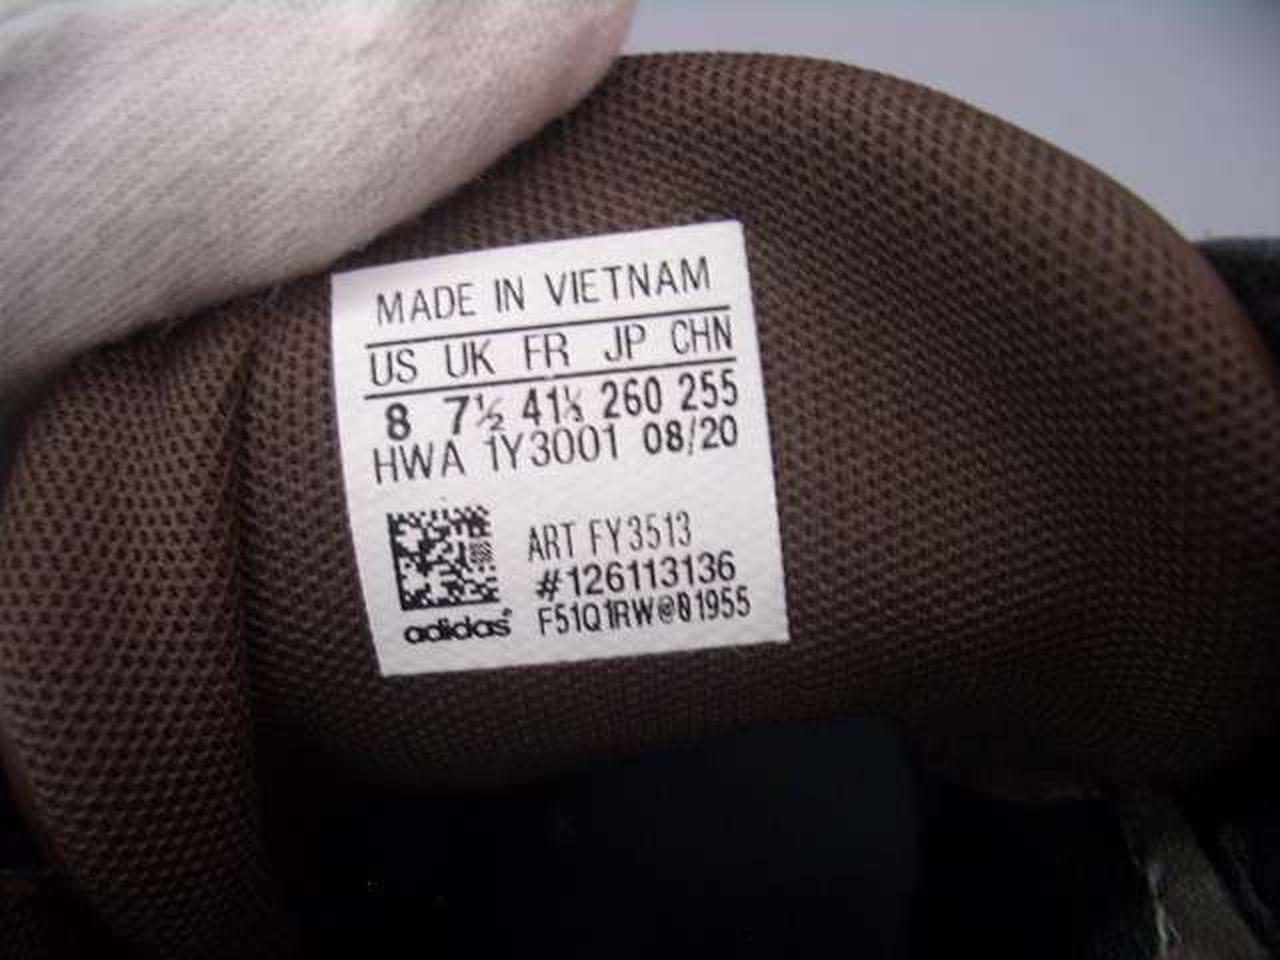 MADE IN VIETNAM
US UK FR JP CHN
8 7½ 41⅓ 260 255
HWA 1Y3001 08/20
ART FY3513
#126113136
adidas F51Q1RW@01955